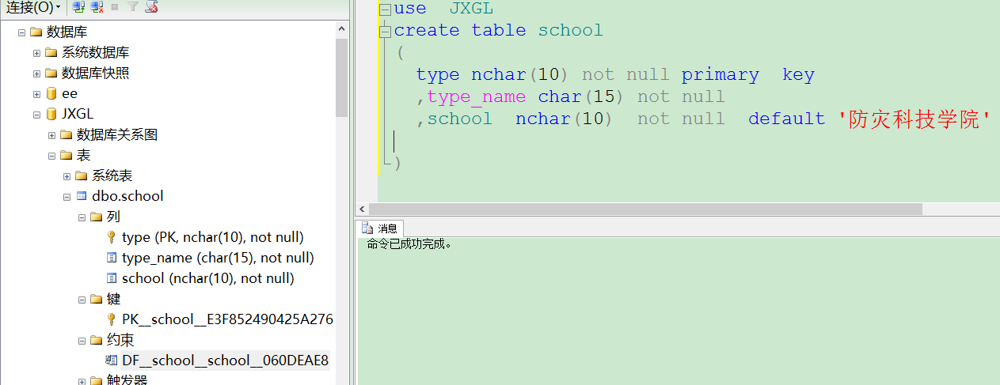 连接(O)
数据库
系统数据库
数据库快照
ee
JXGL
数据库关系图
表
系统表
dbo.school
列
type (PK, nchar(10), not null)
type_name (char(15), not null)
school (nchar(10), not null)
键
PK__school__E3F852490425A276
约束
DF__school__school__060DEAE8
触发器
use  JXGL
create table school
(
type nchar(10) not null primary  key
,type_name char(15) not null
,school  nchar(10)  not null  default '防灾科技学院'
)
消息
命令已成功完成。